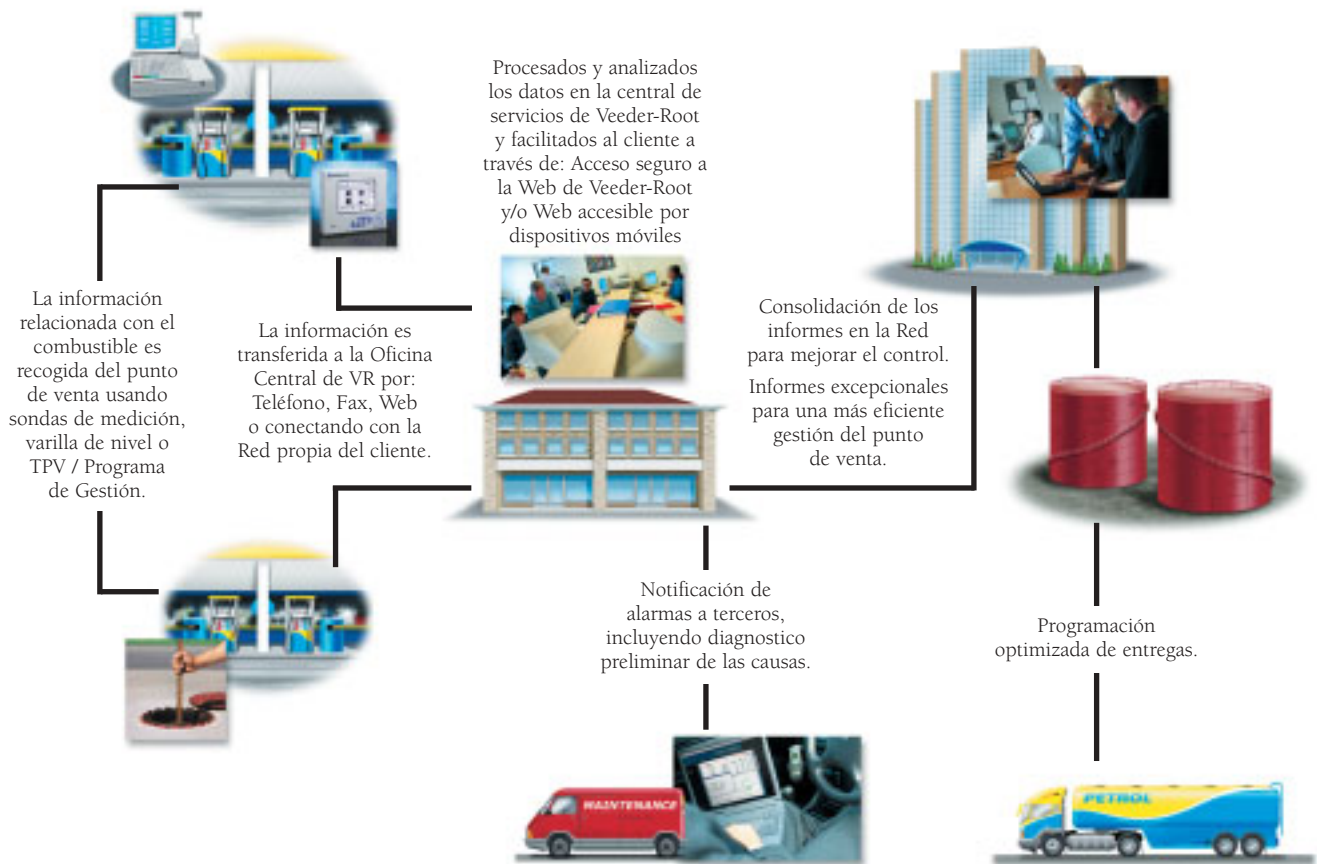 Procesados y analizados
los datos en la central de
servicios de Veeder-Root
y facilitados al cliente a
través de: Acceso seguro a
la Web de Veeder-Root
y/o Web accesible por
dispositivos móviles
La información
relacionada con el
combustible es
recogida del punto
de venta usando
sondas de medición,
varilla de nivel o
TPV / Programa
de Gestión.
La información es
transferida a la Oficina
Central de VR por:
Teléfono, Fax, Web
o conectando con la
Red propia del cliente.
Consolidación de los
informes en la Red
para mejorar el control.
Informes excepcionales
para una más eficiente
gestión del punto
de venta.
Notificación de
alarmas a terceros,
incluyendo diagnostico
preliminar de las causas.
Programación
optimizada de entregas.
MAINTENANCE
PETROL